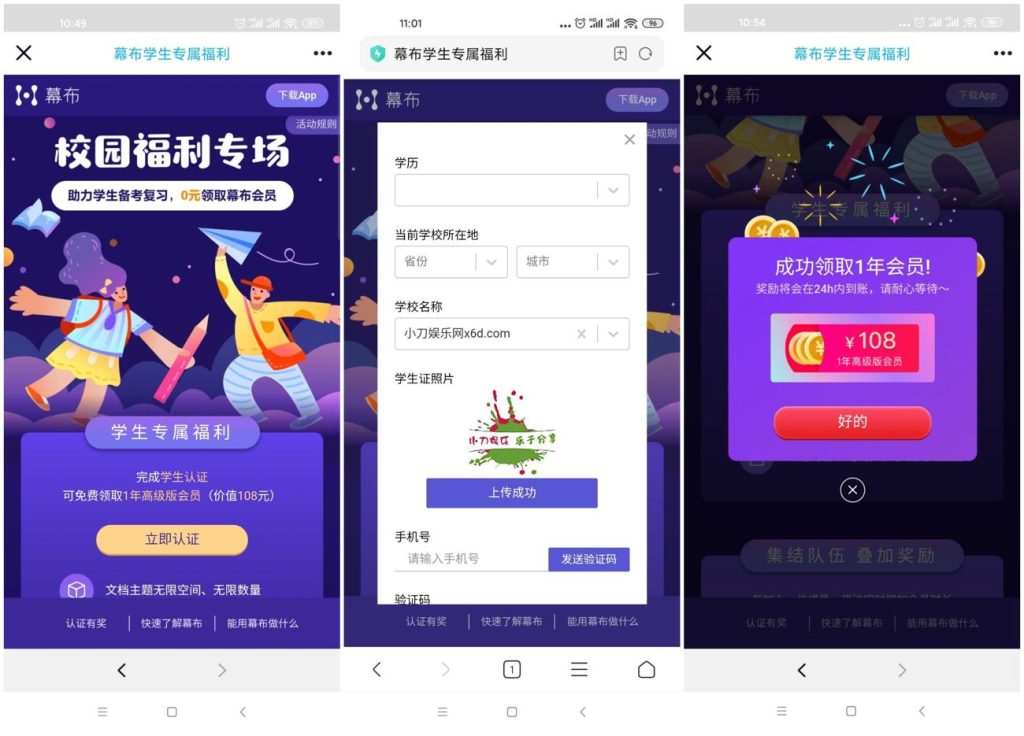 10:49
97
幕布学生专属福利
幕布
下载App
活动规则
校园福利专场
助力学生备考复习，0元领取幕布会员
学生专属福利
完成学生认证
可免费领取1年高级版会员（价值108元）
立即认证
文档主题无限空间、无限数量
认证有奖
快速了解幕布
能用幕布做什么
11:01
96
幕布学生专属福利
幕布
下载App
动规则
学历
当前学校所在地
省份
城市
学校名称
小刀娱乐网x6d.com
学生证照片
小刀娱乐 乐于分享
上传成功
手机号
请输入手机号
发送验证码
验证码
认证有奖
快速了解幕布
能用幕布做什么
1
10:54
幕布学生专属福利
幕布
下载App
学生专属福利
成功领取1年会员!
奖励将会在24h内到账，请耐心等待～
¥108
1年高级版会员
好的
集结队伍 叠加奖励
认证有奖
快速了解幕布
能用幕布做什么